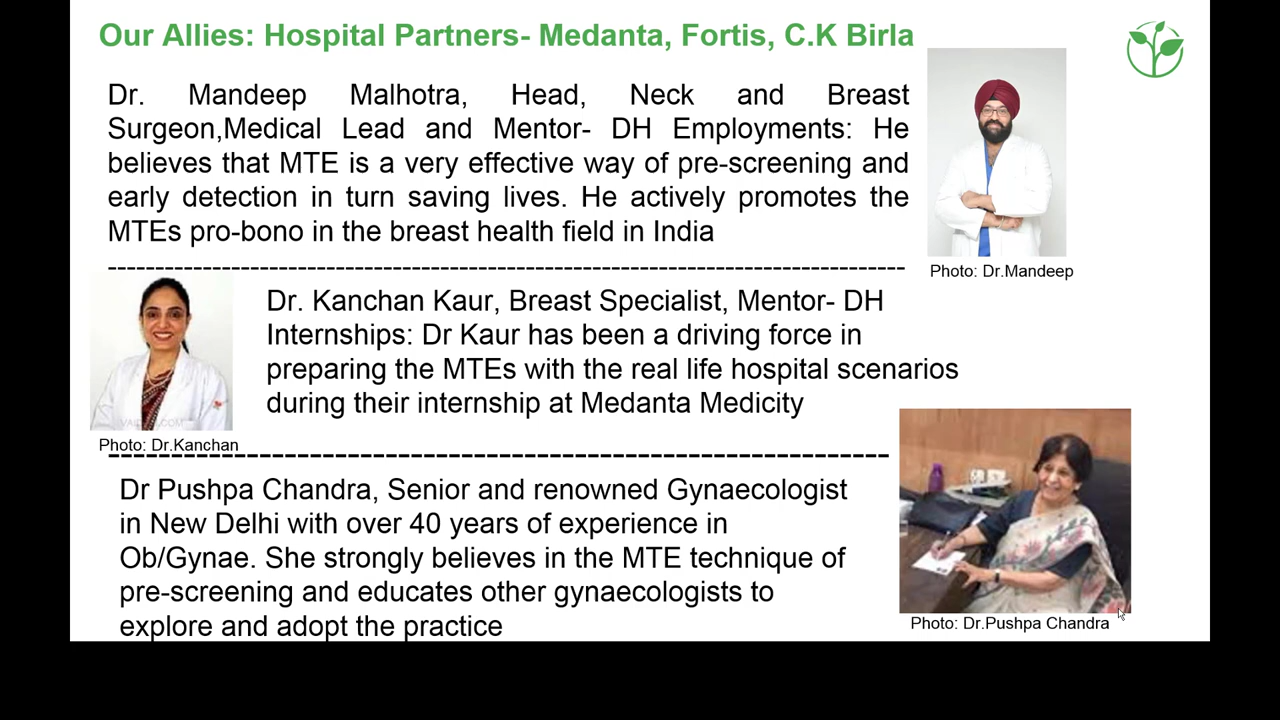 Our Allies: Hospital Partners- Medanta, Fortis, C.K Birla
Dr. Mandeep Malhotra, Head, Neck and Breast
Surgeon,Medical Lead and Mentor- DH Employments: He
believes that MTE is a very effective way of pre-screening and
early detection in turn saving lives. He actively promotes the
MTEs pro-bono in the breast health field in India
Photo: Dr.Mandeep
Dr. Kanchan Kaur, Breast Specialist, Mentor- DH
Internships: Dr Kaur has been a driving force in
preparing the MTEs with the real life hospital scenarios
during their internship at Medanta Medicity
Photo: Dr.Kanchan
Dr Pushpa Chandra, Senior and renowned Gynaecologist
in New Delhi with over 40 years of experience in
Ob/Gynae. She strongly believes in the MTE technique of
pre-screening and educates other gynaecologists to
explore and adopt the practice
Photo: Dr.Pushpa Chandra